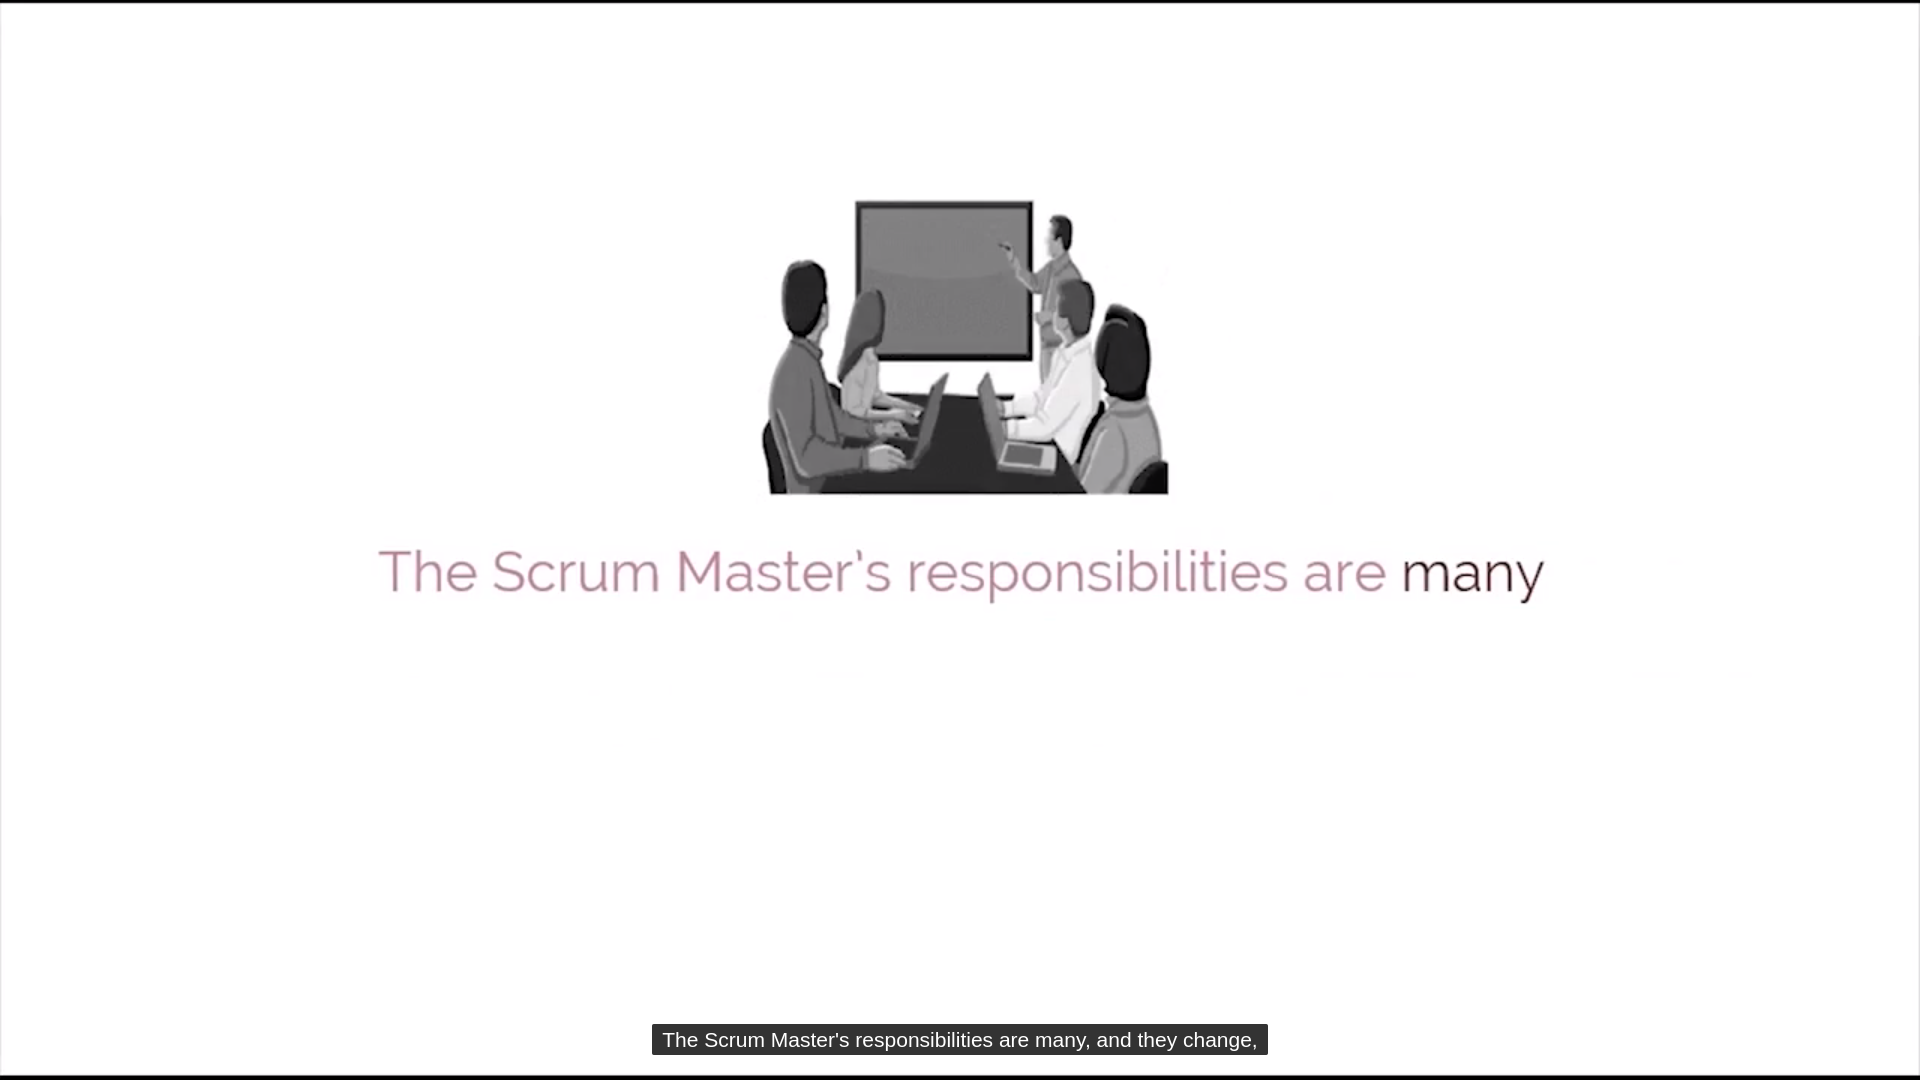 The Scrum Master’s responsibilities are many
The Scrum Master's responsibilities are many, and they change,